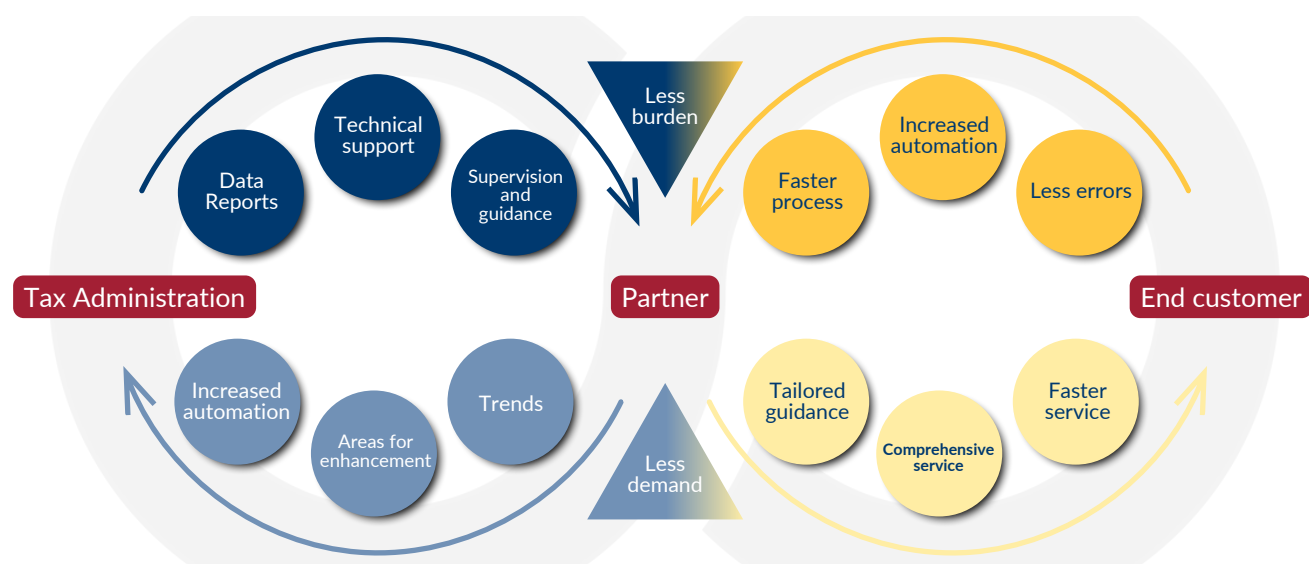 Less
burden
Technical
support
Increased
automation
Data
Reports
Supervision
and
guidance
Faster
process
Less errors
Tax Administration
Partner
End customer
Increased
automation
Areas for
enhancement
Trends
Less
demand
Tailored
guidance
Comprehensive
service
Faster
service